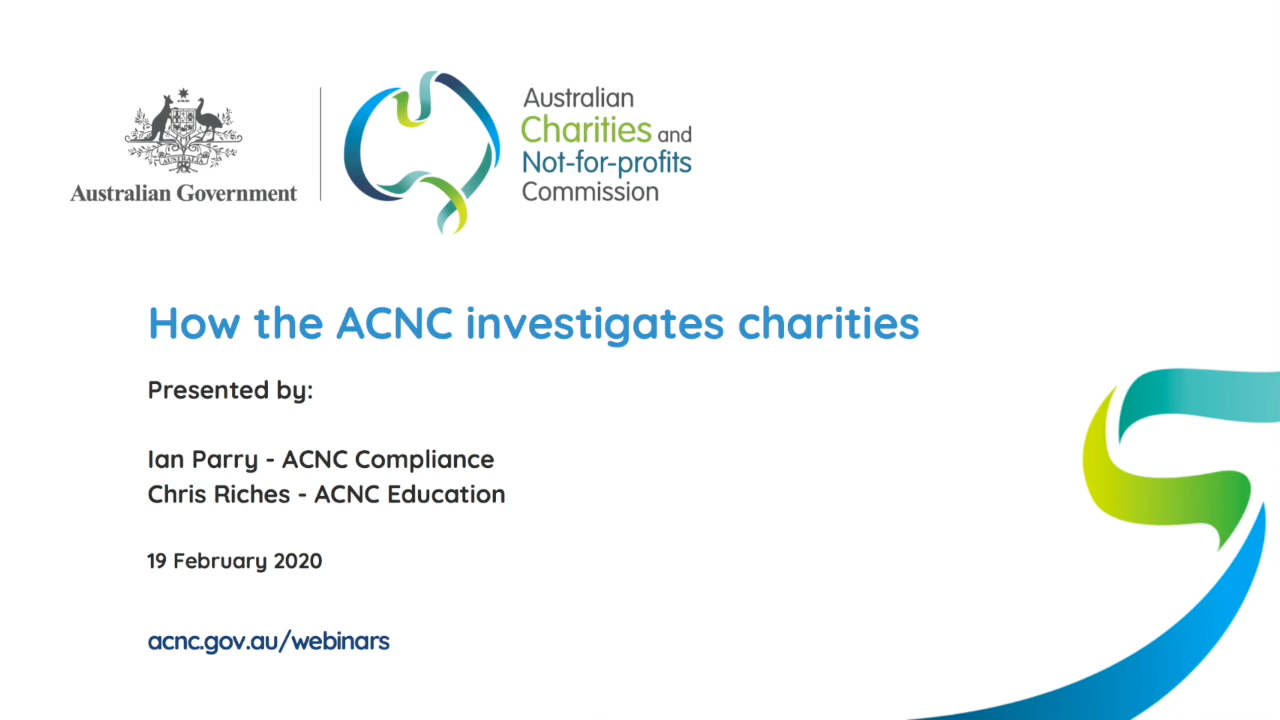 AUSTRALIA
Australian Government
Australian
Charities and
Not-for-profits
Commission
How the ACNC investigates charities
Presented by:
Ian Parry - ACNC Compliance
Chris Riches - ACNC Education
19 February 2020
acnc.gov.au/webinars